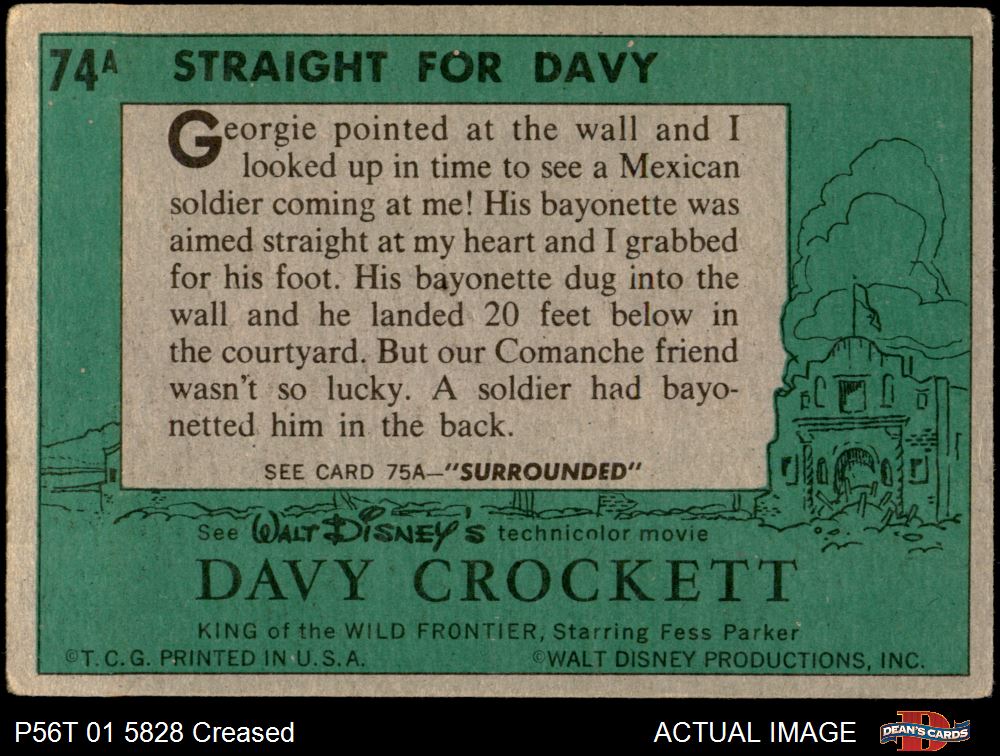 74A STRAIGHT FOR DAVY
Georgie pointed at the wall and I
looked up in time to see a Mexican
soldier coming at me! His bayonette was
aimed straight at my heart and I grabbed
for his foot. His bayonette dug into the
wall and he landed 20 feet below in
the courtyard. But our Comanche friend
wasn't so lucky. A soldier had bayo-
netted him in the back.
SEE CARD 75A—"SURROUNDED"
See WALT DISNEY'S technicolor movie
DAVY CROCKETT
KING of the WILD FRONTIER, Starring Fess Parker
©T.C.G. PRINTED IN U.S.A. ©WALT DISNEY PRODUCTIONS, INC.
P56T 01 5828 Creased ACTUAL IMAGE DEAN'S CARDS